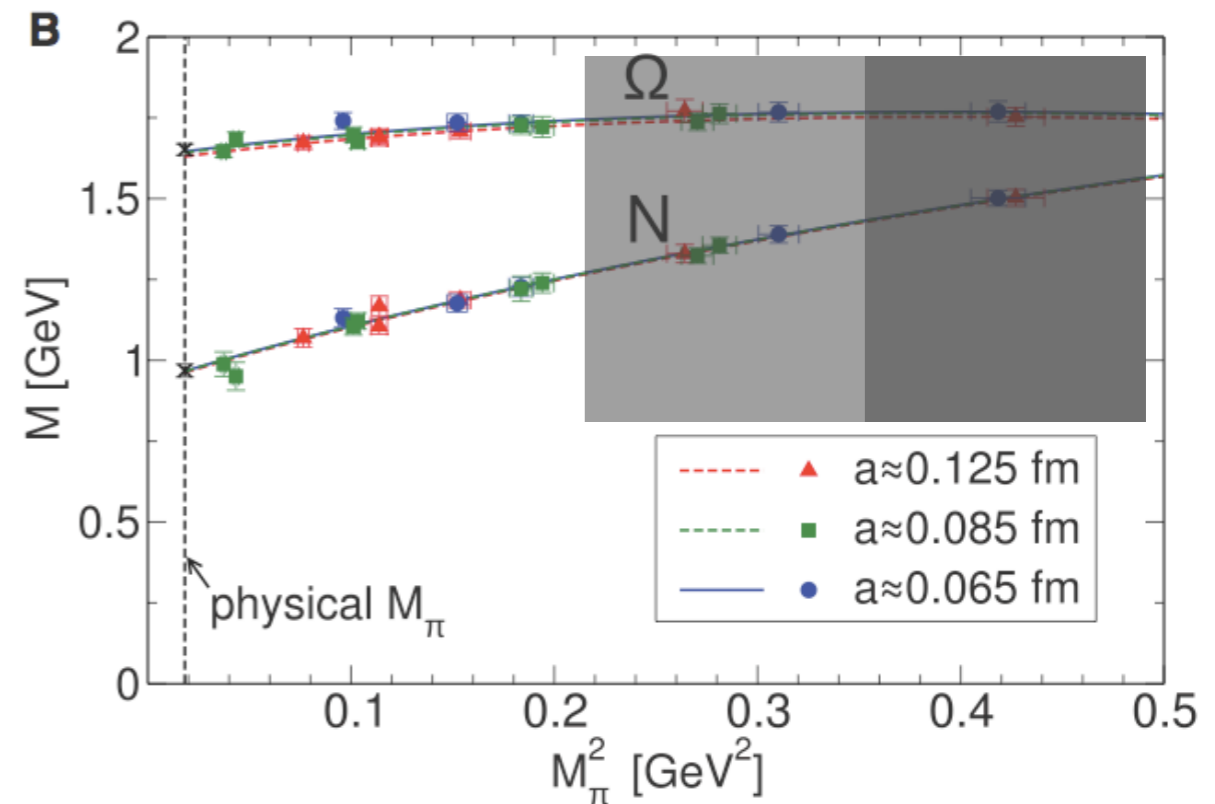 B
2
Ω
1.5
N
1
M [GeV]
a≈0.125 fm
0.5
a≈0.085 fm
a≈0.065 fm
physical Mπ
0
0.1 0.2 0.3 0.4 0.5
Mπ² [GeV²]